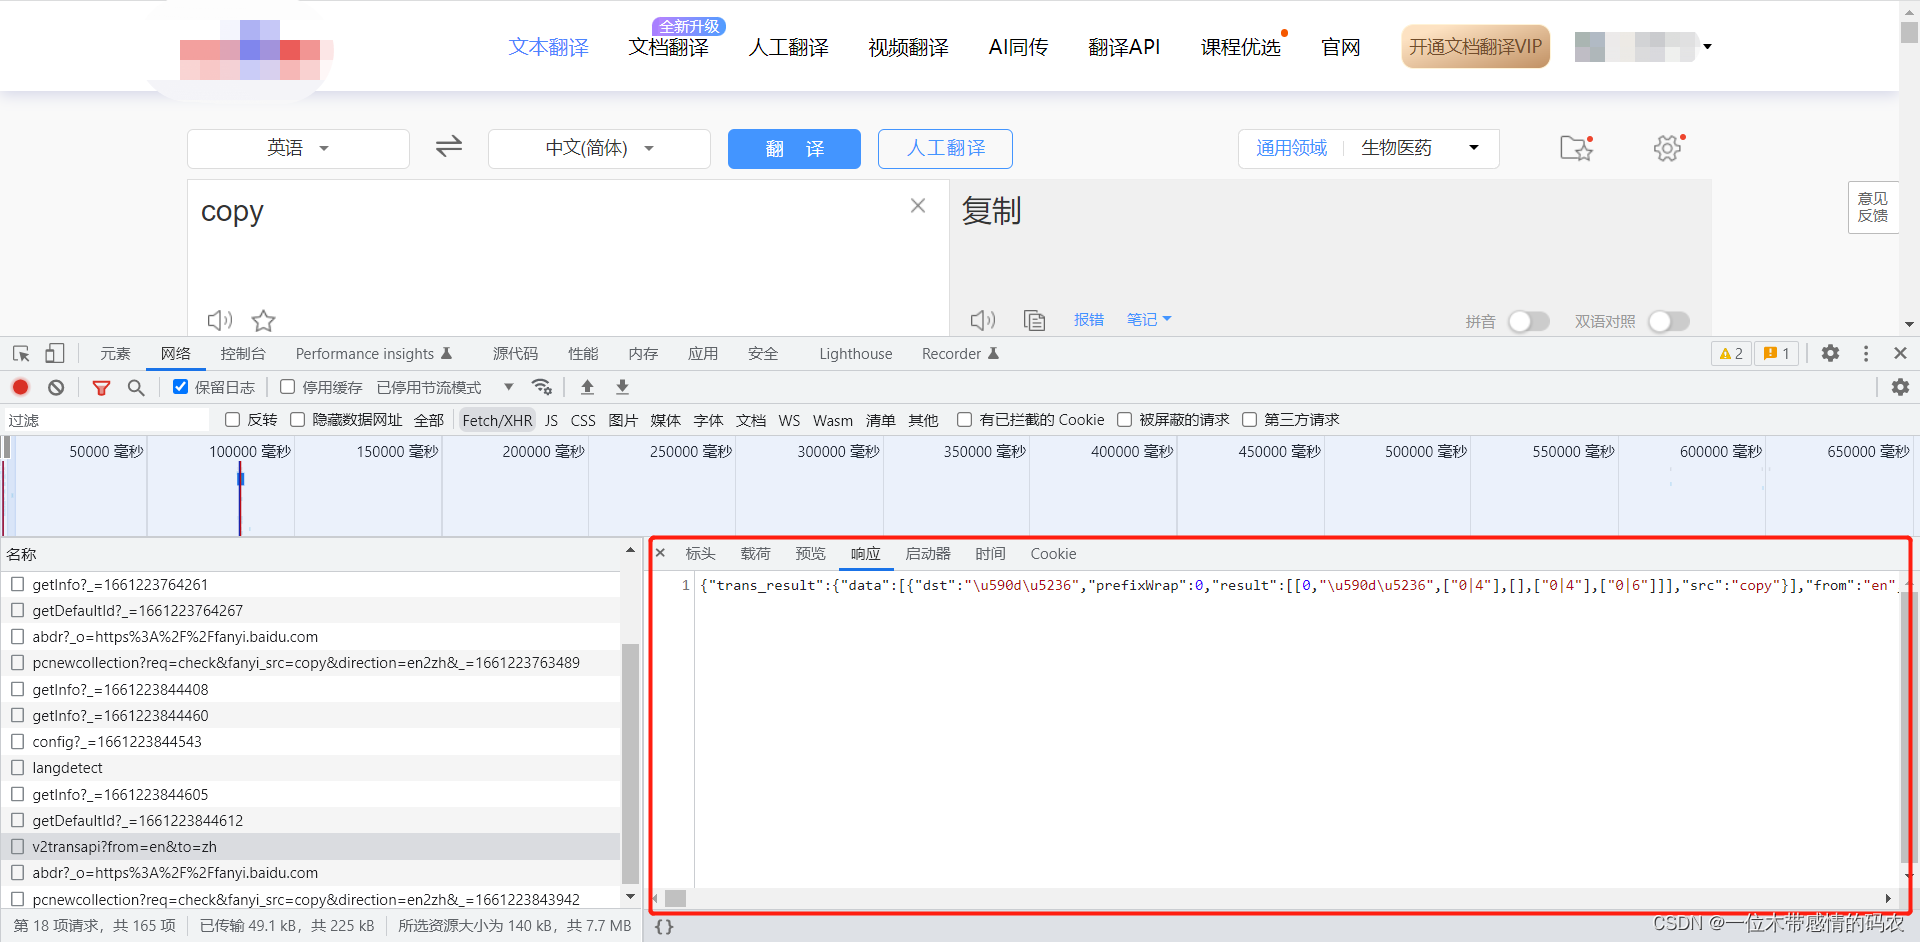 全新升级
文本翻译 文档翻译 人工翻译 视频翻译 AI同传 翻译API 课程优选 官网 开通文档翻译VIP
英语 中文(简体) 翻 译 人工翻译 通用领域 生物医药
copy 复制
意见
反馈
报错 笔记 拼音 双语对照
元素 网络 控制台 Performance insights 源代码 性能 内存 应用 安全 Lighthouse Recorder 2 1
保留日志 停用缓存 已停用节流模式
过滤 反转 隐藏数据网址 全部 Fetch/XHR JS CSS 图片 媒体 字体 文档 WS Wasm 清单 其他 有已拦截的 Cookie 被屏蔽的请求 第三方请求
50000 毫秒 100000 毫秒 150000 毫秒 200000 毫秒 250000 毫秒 300000 毫秒 350000 毫秒 400000 毫秒 450000 毫秒 500000 毫秒 550000 毫秒 600000 毫秒 650000 毫秒
名称
getInfo?_=1661223764261
getDefaultId?_=1661223764267
abdr?_o=https%3A%2F%2Ffanyi.baidu.com
pcnewcollection?req=check&fanyi_src=copy&direction=en2zh&_=1661223763489
getInfo?_=1661223844408
getInfo?_=1661223844460
config?_=1661223844543
langdetect
getInfo?_=1661223844605
getDefaultId?_=1661223844612
v2transapi?from=en&to=zh
abdr?_o=https%3A%2F%2Ffanyi.baidu.com
pcnewcollection?req=check&fanyi_src=copy&direction=en2zh&_=1661223843942
第 18 项请求，共 165 项 已传输 49.1 kB，共 225 kB 所选资源大小为 140 kB，共 7.7 MB
标头 载荷 预览 响应 启动器 时间 Cookie
1 {"trans_result":{"data":[{"dst":"\u590d\u5236","prefixWrap":0,"result":[[0,"\u590d\u5236",["0|4"],[],["0|4"],["0|6"]]],"src":"copy"}],"from":"en",
{}
CSDN @一位木带感情的码农